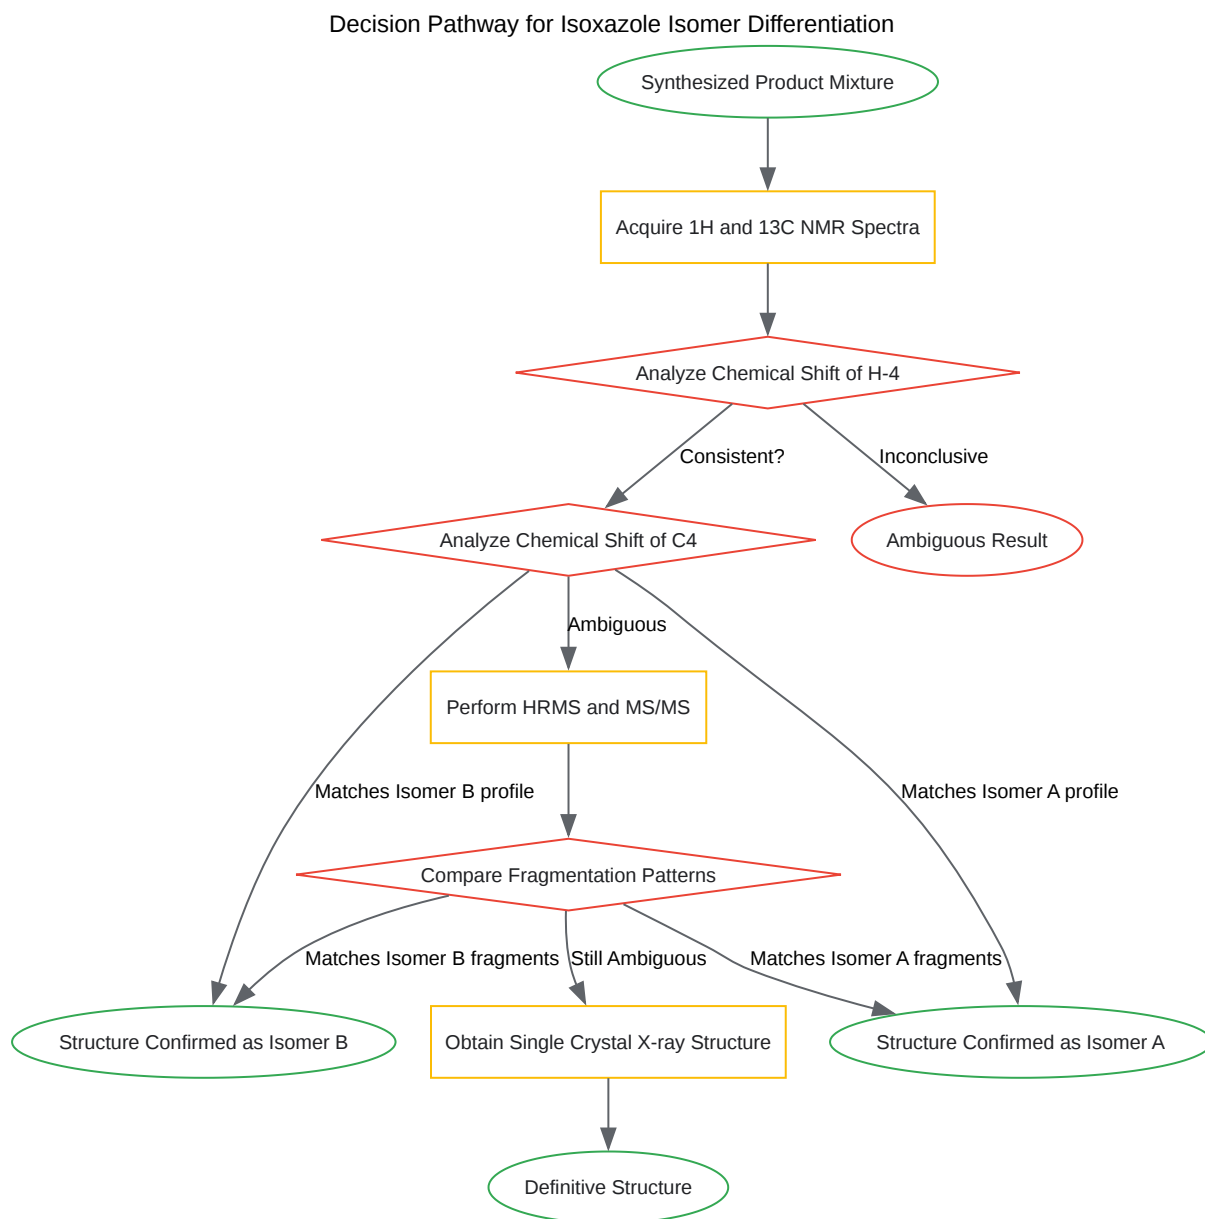 Decision Pathway for Isoxazole Isomer Differentiation
Synthesized Product Mixture
Acquire 1H and 13C NMR Spectra
Analyze Chemical Shift of H-4
Consistent?
Inconclusive
Analyze Chemical Shift of C4
Ambiguous Result
Ambiguous
Perform HRMS and MS/MS
Matches Isomer B profile
Matches Isomer A profile
Compare Fragmentation Patterns
Matches Isomer B fragments
Still Ambiguous
Matches Isomer A fragments
Structure Confirmed as Isomer B
Obtain Single Crystal X-ray Structure
Structure Confirmed as Isomer A
Definitive Structure